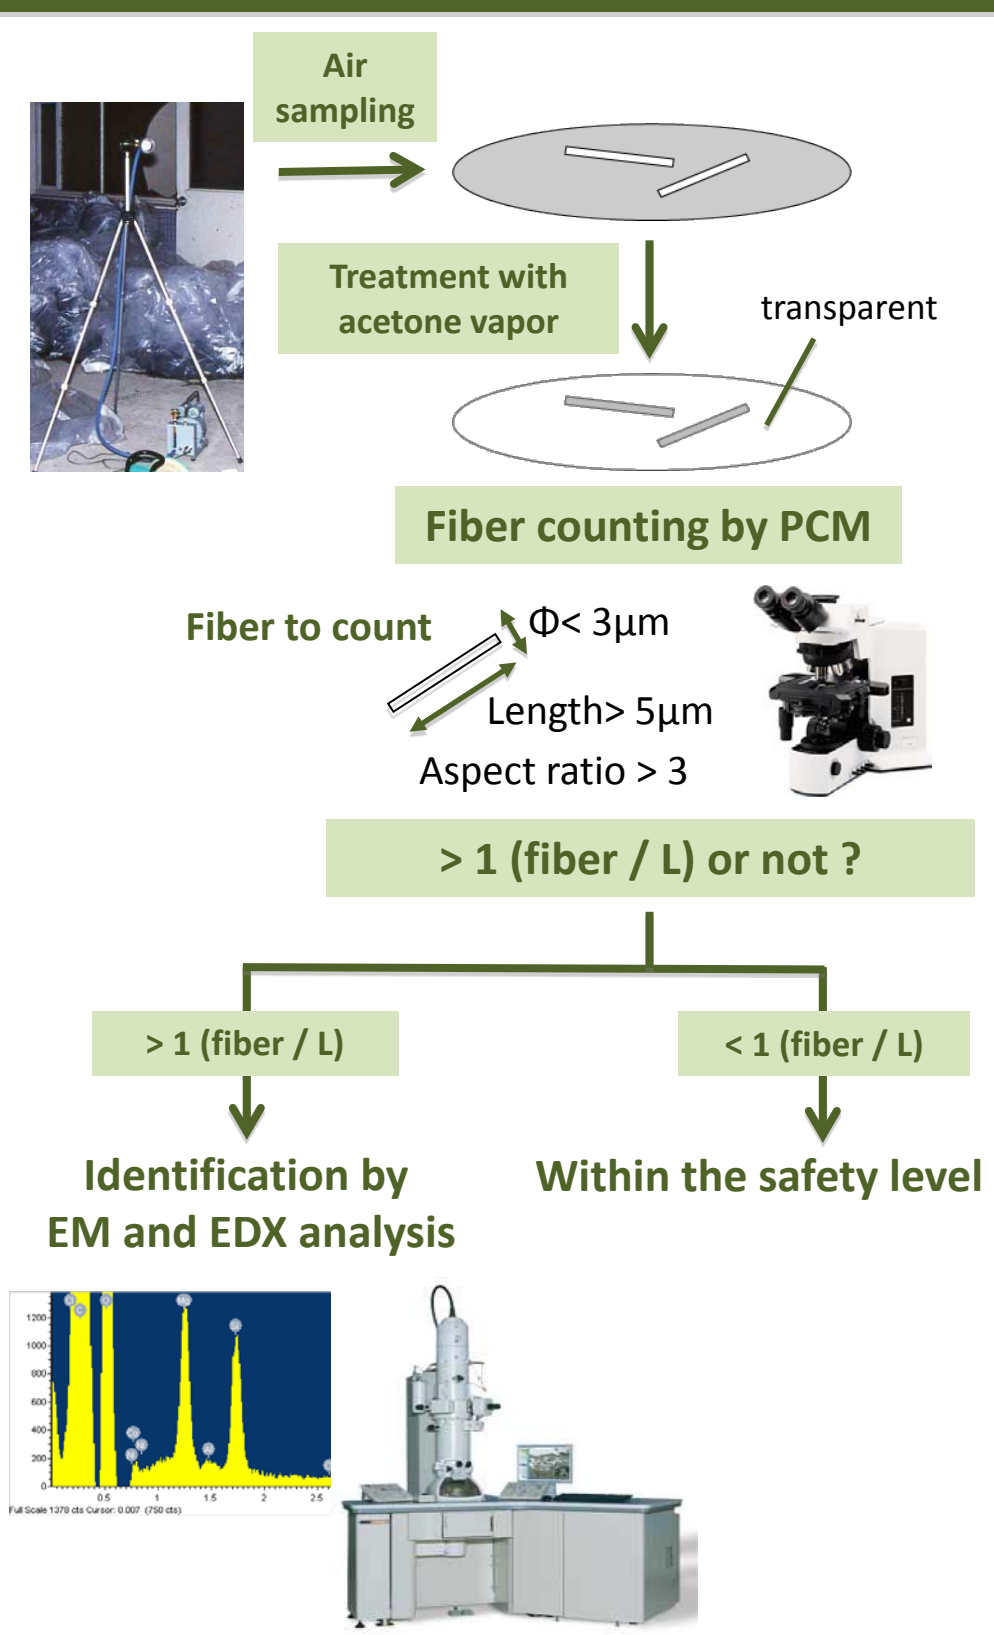 Air
sampling
Treatment with
acetone vapor
transparent
Fiber counting by PCM
Fiber to count
Φ< 3μm
Length> 5μm
Aspect ratio > 3
> 1 (fiber / L) or not ?
> 1 (fiber / L)
< 1 (fiber / L)
Identification by
EM and EDX analysis
Within the safety level
1200
1000
800
600
400
200
0
C
O
Mg
Si
Al
0.5
1
1.5
2
2.5
Full Scale 1378 cts Cursor: 0.007 (750 cts)